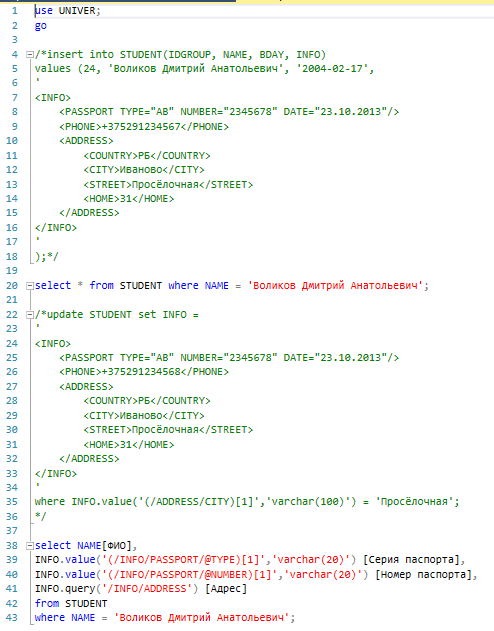 1 use UNIVER;
2 go
3
4 /*insert into STUDENT(IDGROUP, NAME, BDAY, INFO)
5 values (24, 'Воликов Дмитрий Анатольевич', '2004-02-17',
6 '
7 <INFO>
8 <PASSPORT TYPE="AB" NUMBER="2345678" DATE="23.10.2013"/>
9 <PHONE>+375291234567</PHONE>
10 <ADDRESS>
11 <COUNTRY>РБ</COUNTRY>
12 <CITY>Иваново</CITY>
13 <STREET>Просёлочная</STREET>
14 <HOME>31</HOME>
15 </ADDRESS>
16 </INFO>
17 '
18 );*/
19
20 select * from STUDENT where NAME = 'Воликов Дмитрий Анатольевич';
21
22 /*update STUDENT set INFO =
23 '
24 <INFO>
25 <PASSPORT TYPE="AB" NUMBER="2345678" DATE="23.10.2013"/>
26 <PHONE>+375291234568</PHONE>
27 <ADDRESS>
28 <COUNTRY>РБ</COUNTRY>
29 <CITY>Иваново</CITY>
30 <STREET>Просёлочная</STREET>
31 <HOME>31</HOME>
32 </ADDRESS>
33 </INFO>
34 '
35 where INFO.value('(/ADDRESS/CITY)[1]','varchar(100)') = 'Просёлочная';
36 */
37
38 select NAME[ФИО],
39 INFO.value('(/INFO/PASSPORT/@TYPE)[1]','varchar(20)') [Серия паспорта],
40 INFO.value('(/INFO/PASSPORT/@NUMBER)[1]','varchar(20)') [Номер паспорта],
41 INFO.query('/INFO/ADDRESS') [Адрес]
42 from STUDENT
43 where NAME = 'Воликов Дмитрий Анатольевич';